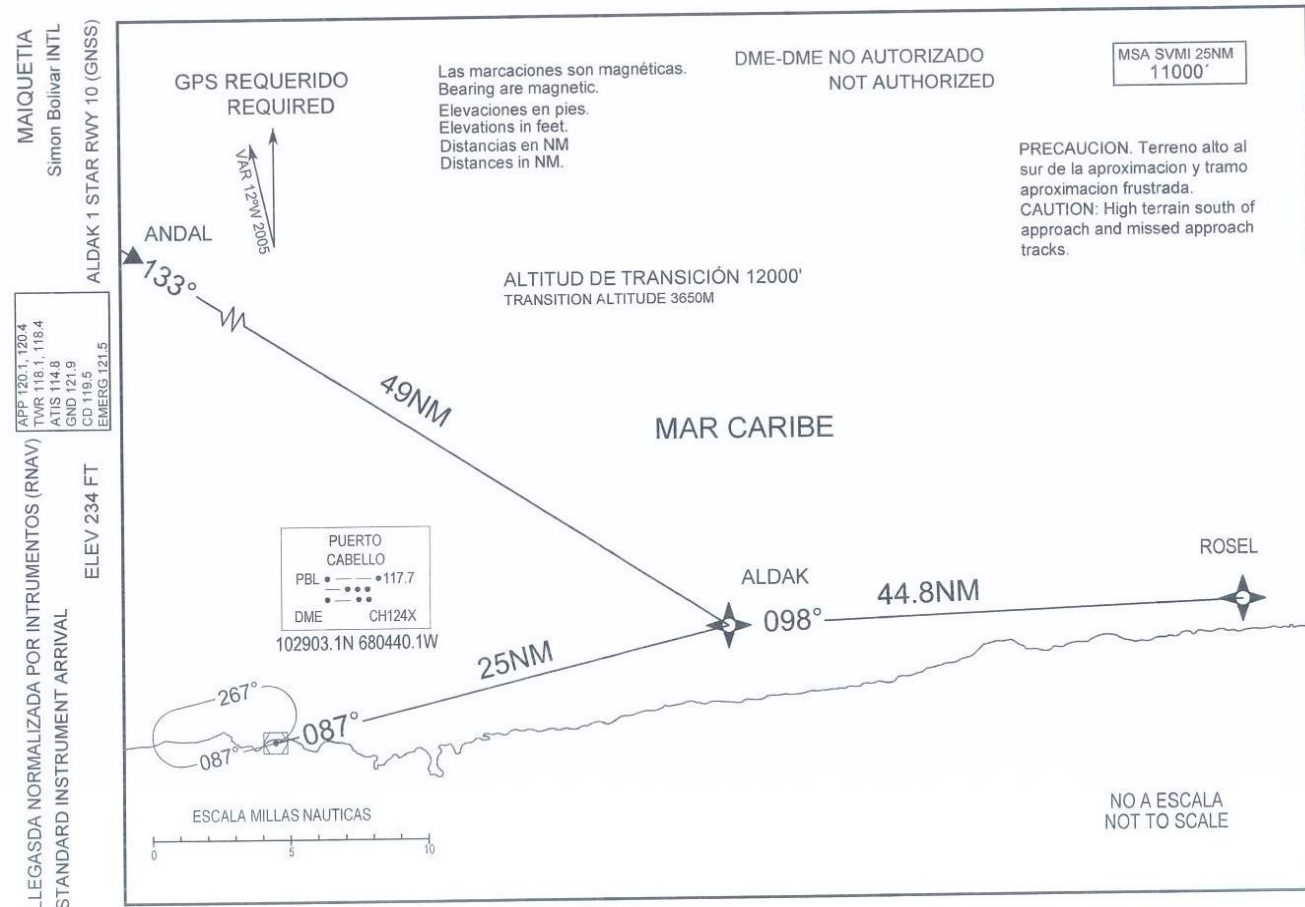 MAIQUETIA
Simon Bolivar INTL
ALDAK 1 STAR RWY 10 (GNSS)
APP 120.1, 120.4
TWR 118.1, 118.4
ATIS 114.8
GND 121.9
CD 119.5
EMERG 121.5
LLEGASDA NORMALIZADA POR INTRUMENTOS (RNAV)
STANDARD INSTRUMENT ARRIVAL
ELEV 234 FT
GPS REQUERIDO
REQUIRED
VAR 12°W 2005
Las marcaciones son magnéticas.
Bearing are magnetic.
Elevaciones en pies.
Elevations in feet.
Distancias en NM
Distances in NM.
DME-DME NO AUTORIZADO
NOT AUTHORIZED
MSA SVMI 25NM
11000´
PRECAUCION. Terreno alto al
sur de la aproximacion y tramo
aproximacion frustrada.
CAUTION: High terrain south of
approach and missed approach
tracks.
ANDAL
133°
ALTITUD DE TRANSICIÓN 12000'
TRANSITION ALTITUDE 3650M
49NM
MAR CARIBE
PUERTO
CABELLO
PBL 117.7
DME CH124X
102903.1N 680440.1W
ALDAK
098°
44.8NM
ROSEL
25NM
267°
087°
087°
ESCALA MILLAS NAUTICAS
0 5 10
NO A ESCALA
NOT TO SCALE